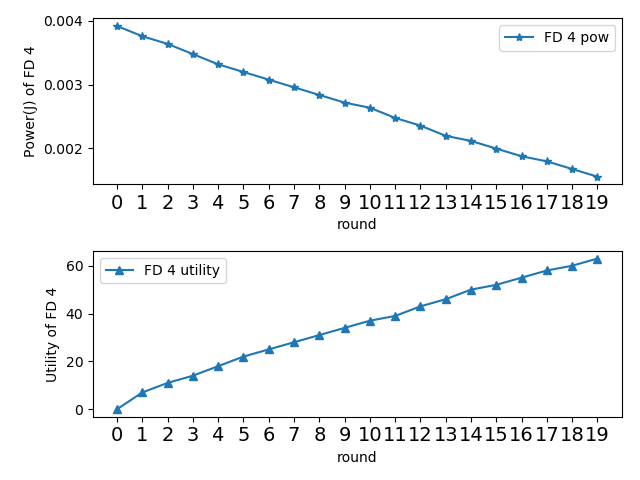 0.004
0.003
0.002
Power(J) of FD 4
FD 4 pow
0 1 2 3 4 5 6 7 8 9 10 11 12 13 14 15 16 17 18 19
round
60
40
20
0
Utility of FD 4
FD 4 utility
0 1 2 3 4 5 6 7 8 9 10 11 12 13 14 15 16 17 18 19
round